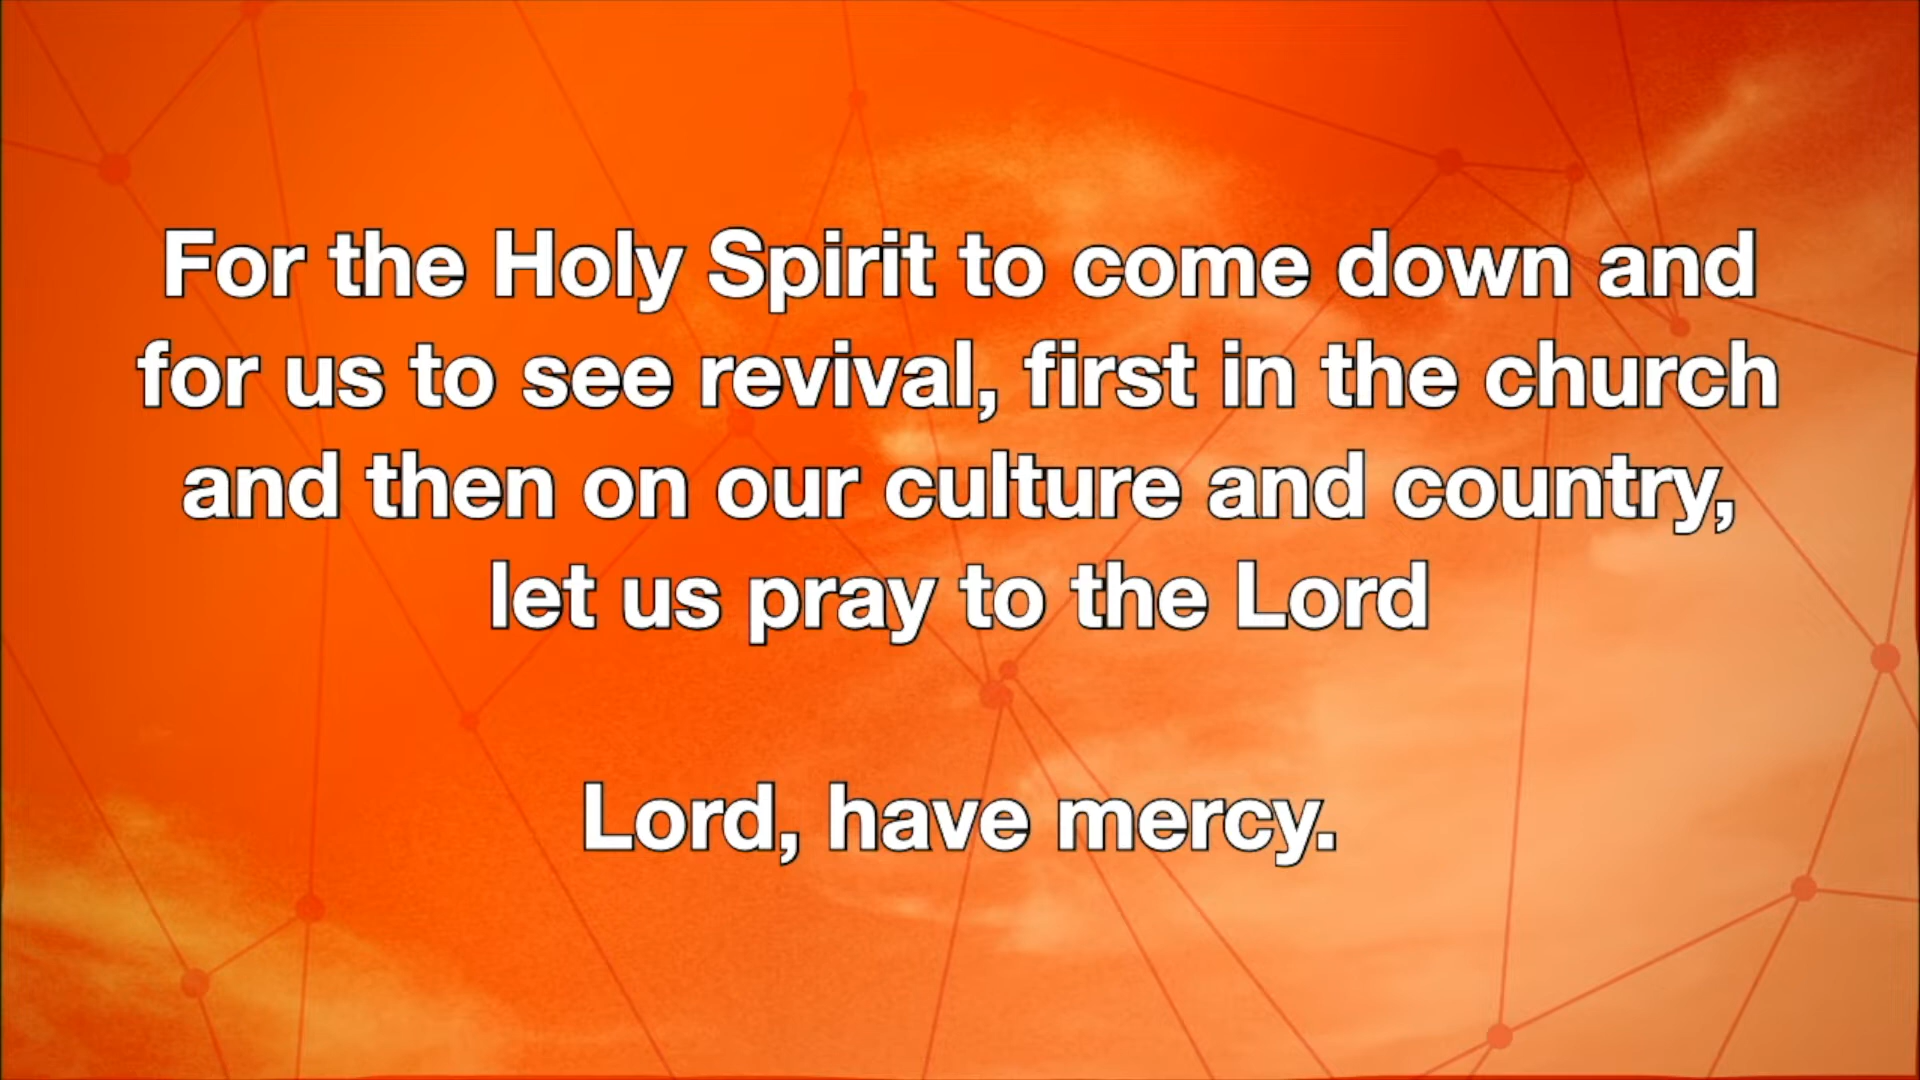 For the Holy Spirit to come down and
for us to see revival, first in the church
and then on our culture and country,
let us pray to the Lord
Lord, have mercy.